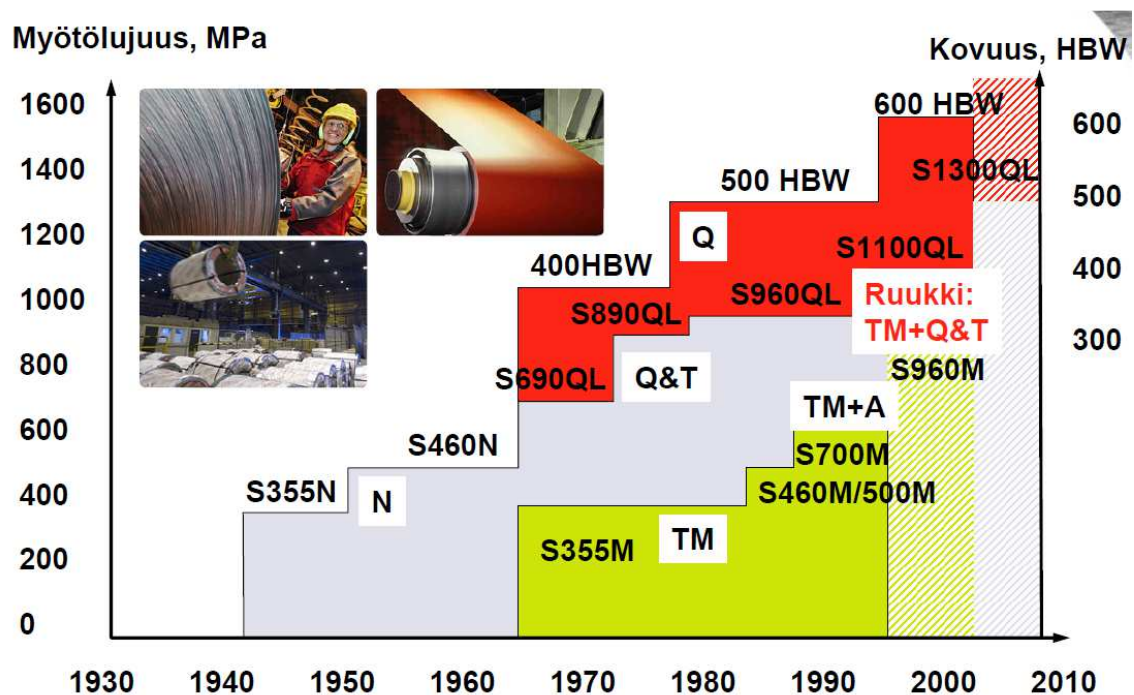 Myötölujuus, MPa
Kovuus, HBW
1600
1400
1200
1000
800
600
400
200
0
600 HBW
S1300QL
500 HBW
Q
S1100QL
400HBW
S960QL
Ruukki:
TM+Q&T
S890QL
S960M
S690QL
Q&T
TM+A
S460N
S700M
S355N
N
S460M/500M
S355M
TM
600
500
400
300
1930
1940
1950
1960
1970
1980
1990
2000
2010